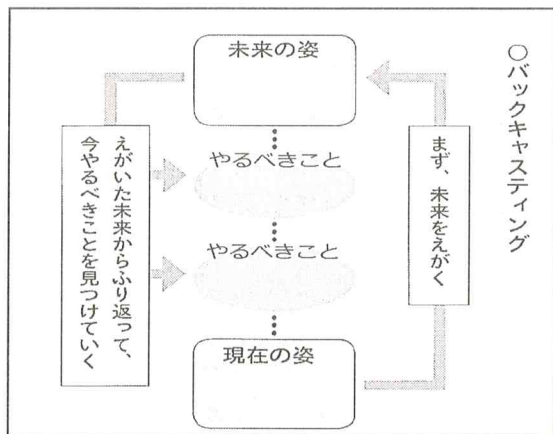 ○バックキャスティング
まず、未来をえがく
未来の姿
やるべきこと
やるべきこと
現在の姿
えがいた未来からふり返って、
今やるべきことを見つけていく